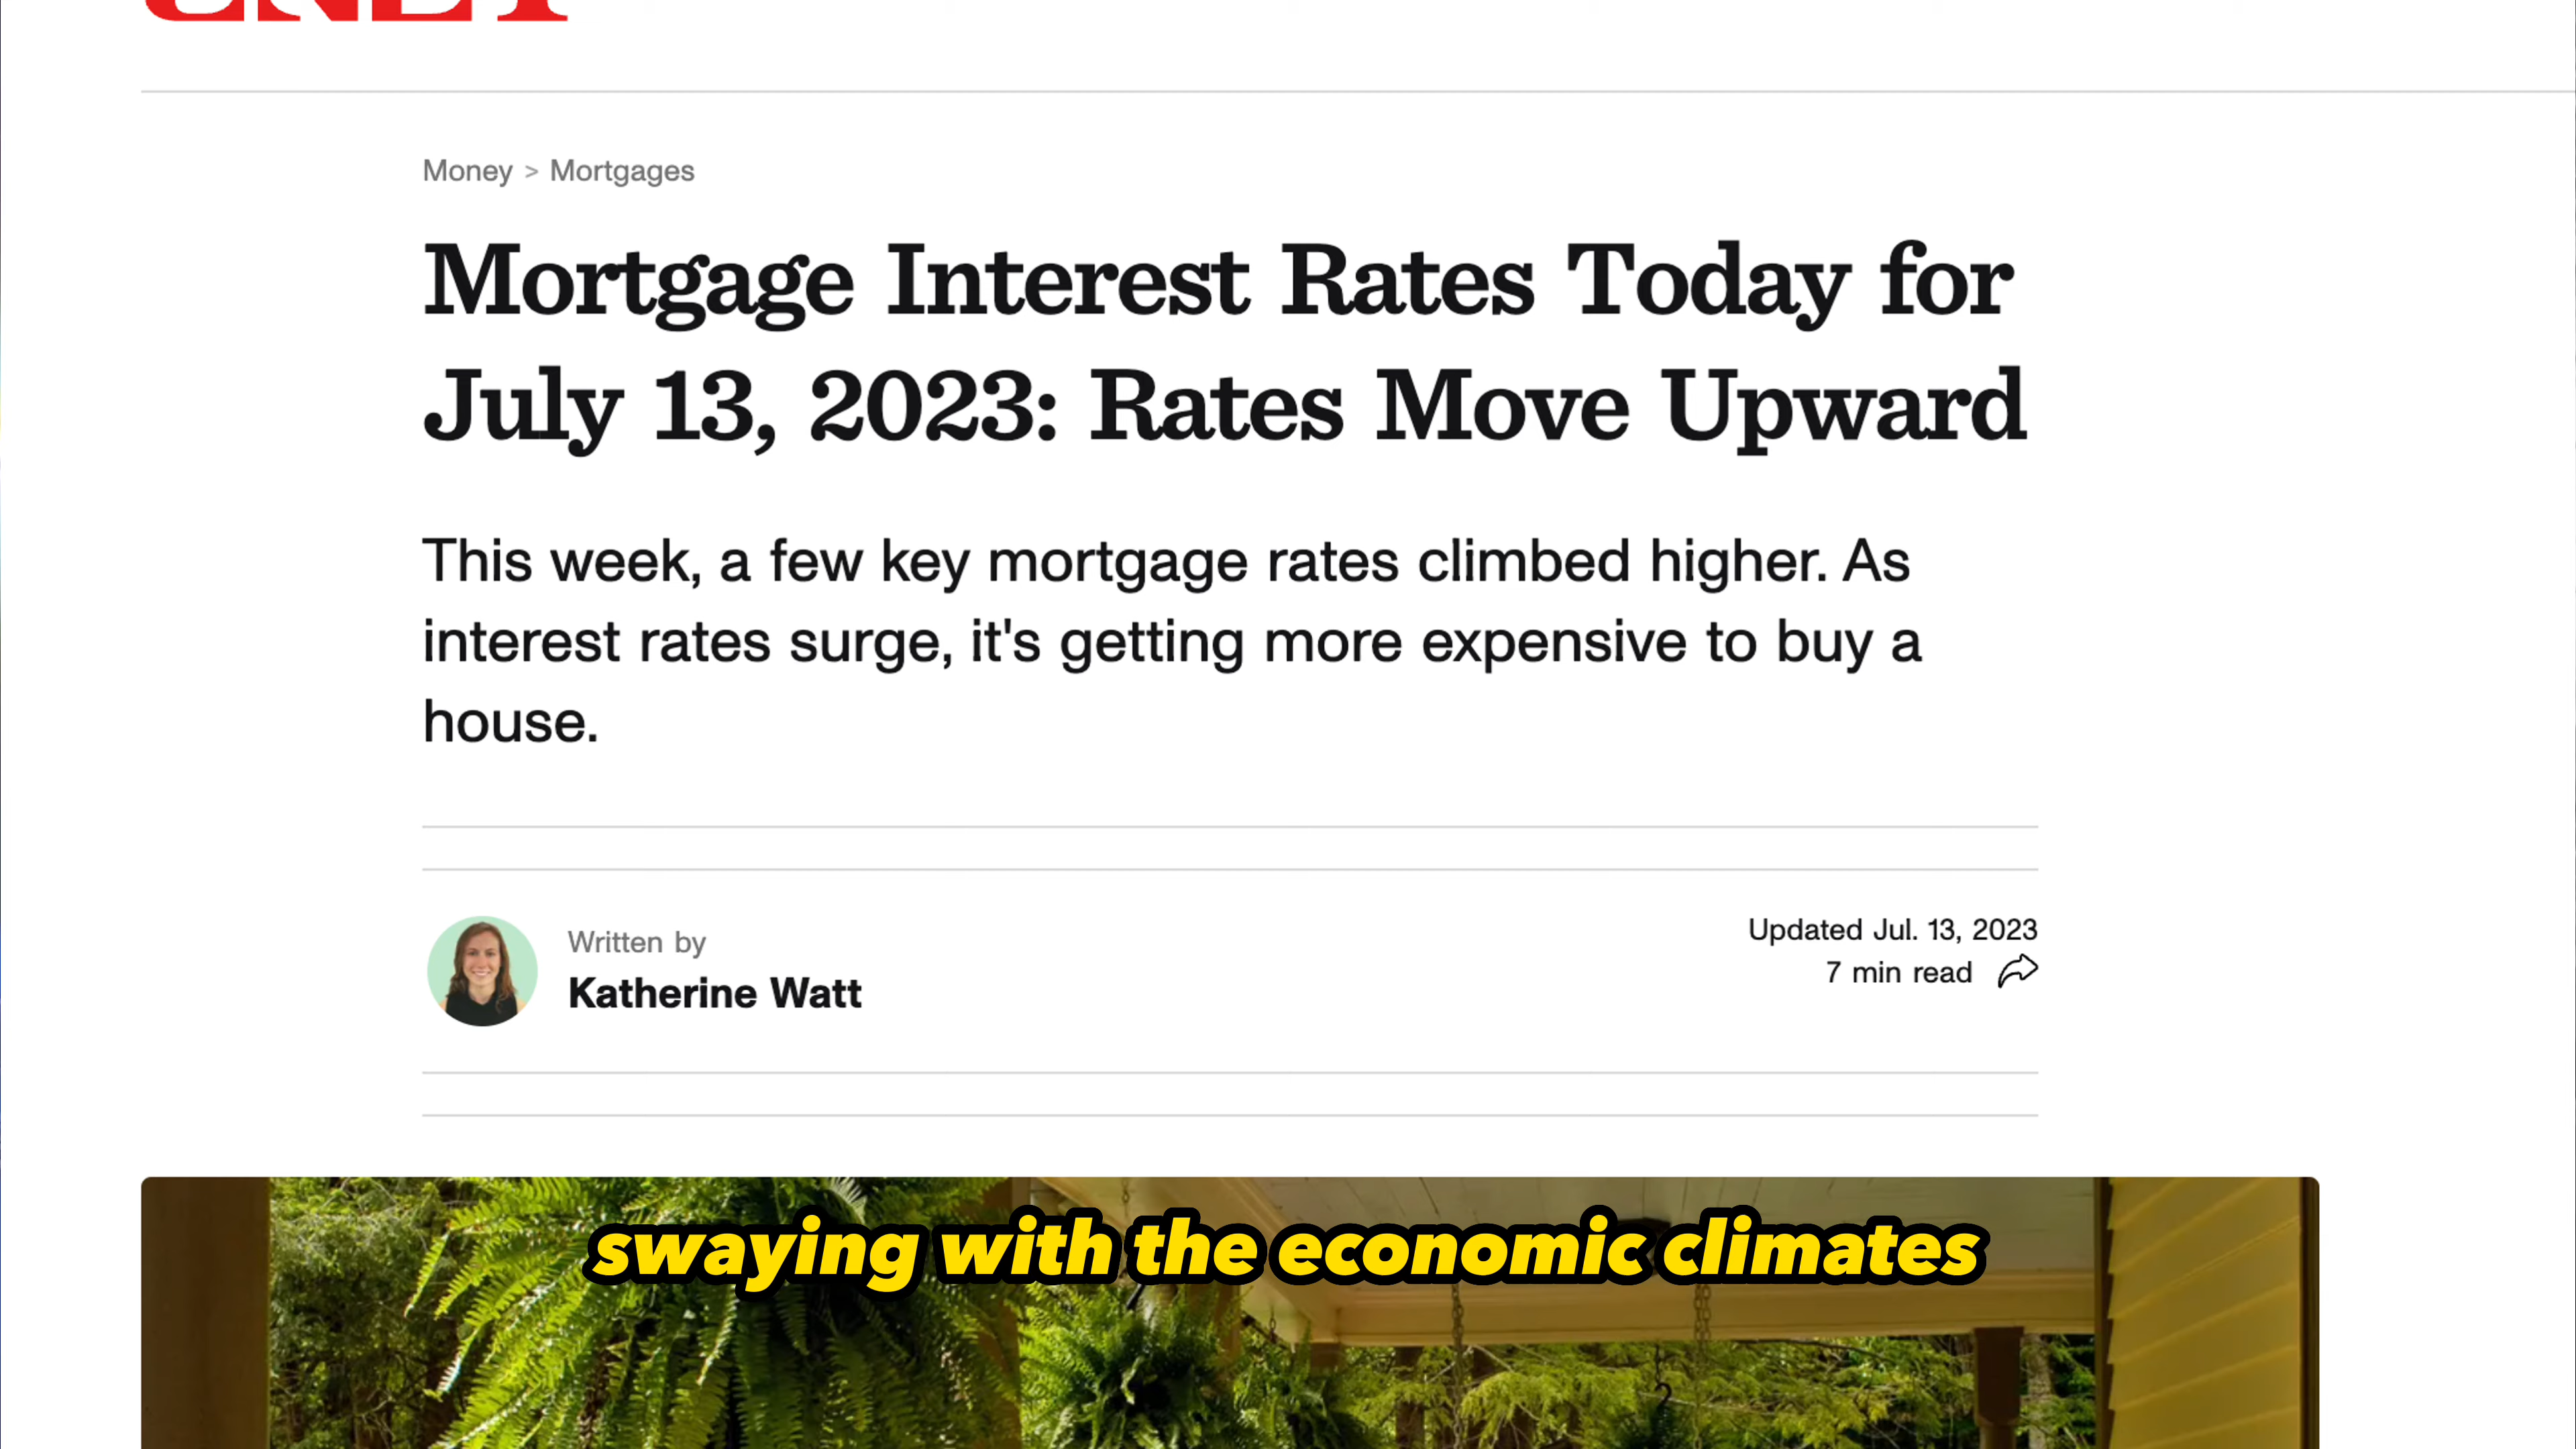 CNET
Money > Mortgages
Mortgage Interest Rates Today for
July 13, 2023: Rates Move Upward
This week, a few key mortgage rates climbed higher. As
interest rates surge, it's getting more expensive to buy a
house.
Written by
Katherine Watt
Updated Jul. 13, 2023
7 min read
swaying with the economic climates